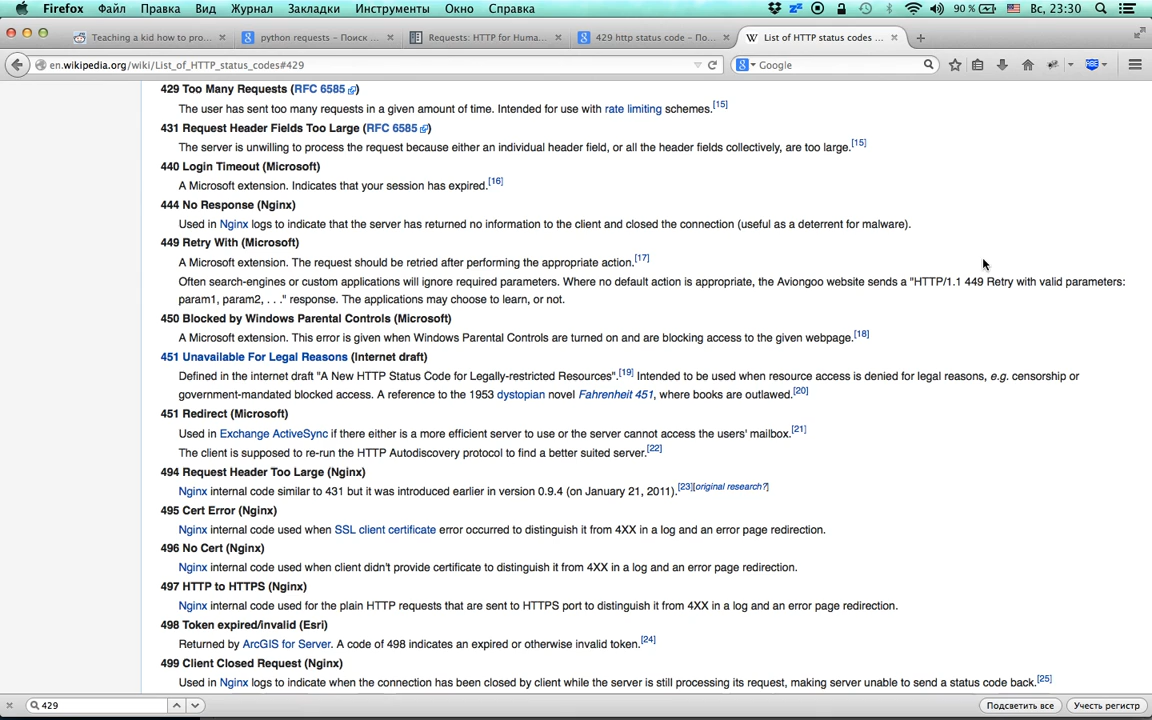 Firefox Файл Правка Вид Журнал Закладки Инструменты Окно Справка 90 % Вс, 23:30
Teaching a kid how to pro... × python requests – Поиск ... × Requests: HTTP for Huma... × 429 http status code – По... × W List of HTTP status codes ... × +
en.wikipedia.org/wiki/List_of_HTTP_status_codes#429 Google
429 Too Many Requests (RFC 6585)
The user has sent too many requests in a given amount of time. Intended for use with rate limiting schemes.[15]
431 Request Header Fields Too Large (RFC 6585)
The server is unwilling to process the request because either an individual header field, or all the header fields collectively, are too large.[15]
440 Login Timeout (Microsoft)
A Microsoft extension. Indicates that your session has expired.[16]
444 No Response (Nginx)
Used in Nginx logs to indicate that the server has returned no information to the client and closed the connection (useful as a deterrent for malware).
449 Retry With (Microsoft)
A Microsoft extension. The request should be retried after performing the appropriate action.[17]
Often search-engines or custom applications will ignore required parameters. Where no default action is appropriate, the Aviongoo website sends a "HTTP/1.1 449 Retry with valid parameters:
param1, param2, . . ." response. The applications may choose to learn, or not.
450 Blocked by Windows Parental Controls (Microsoft)
A Microsoft extension. This error is given when Windows Parental Controls are turned on and are blocking access to the given webpage.[18]
451 Unavailable For Legal Reasons (Internet draft)
Defined in the internet draft "A New HTTP Status Code for Legally-restricted Resources".[19] Intended to be used when resource access is denied for legal reasons, e.g. censorship or
government-mandated blocked access. A reference to the 1953 dystopian novel Fahrenheit 451, where books are outlawed.[20]
451 Redirect (Microsoft)
Used in Exchange ActiveSync if there either is a more efficient server to use or the server cannot access the users' mailbox.[21]
The client is supposed to re-run the HTTP Autodiscovery protocol to find a better suited server.[22]
494 Request Header Too Large (Nginx)
Nginx internal code similar to 431 but it was introduced earlier in version 0.9.4 (on January 21, 2011).[23][original research?]
495 Cert Error (Nginx)
Nginx internal code used when SSL client certificate error occurred to distinguish it from 4XX in a log and an error page redirection.
496 No Cert (Nginx)
Nginx internal code used when client didn't provide certificate to distinguish it from 4XX in a log and an error page redirection.
497 HTTP to HTTPS (Nginx)
Nginx internal code used for the plain HTTP requests that are sent to HTTPS port to distinguish it from 4XX in a log and an error page redirection.
498 Token expired/invalid (Esri)
Returned by ArcGIS for Server. A code of 498 indicates an expired or otherwise invalid token.[24]
499 Client Closed Request (Nginx)
Used in Nginx logs to indicate when the connection has been closed by client while the server is still processing its request, making server unable to send a status code back.[25]
× 429 Подсветить все Учесть регистр